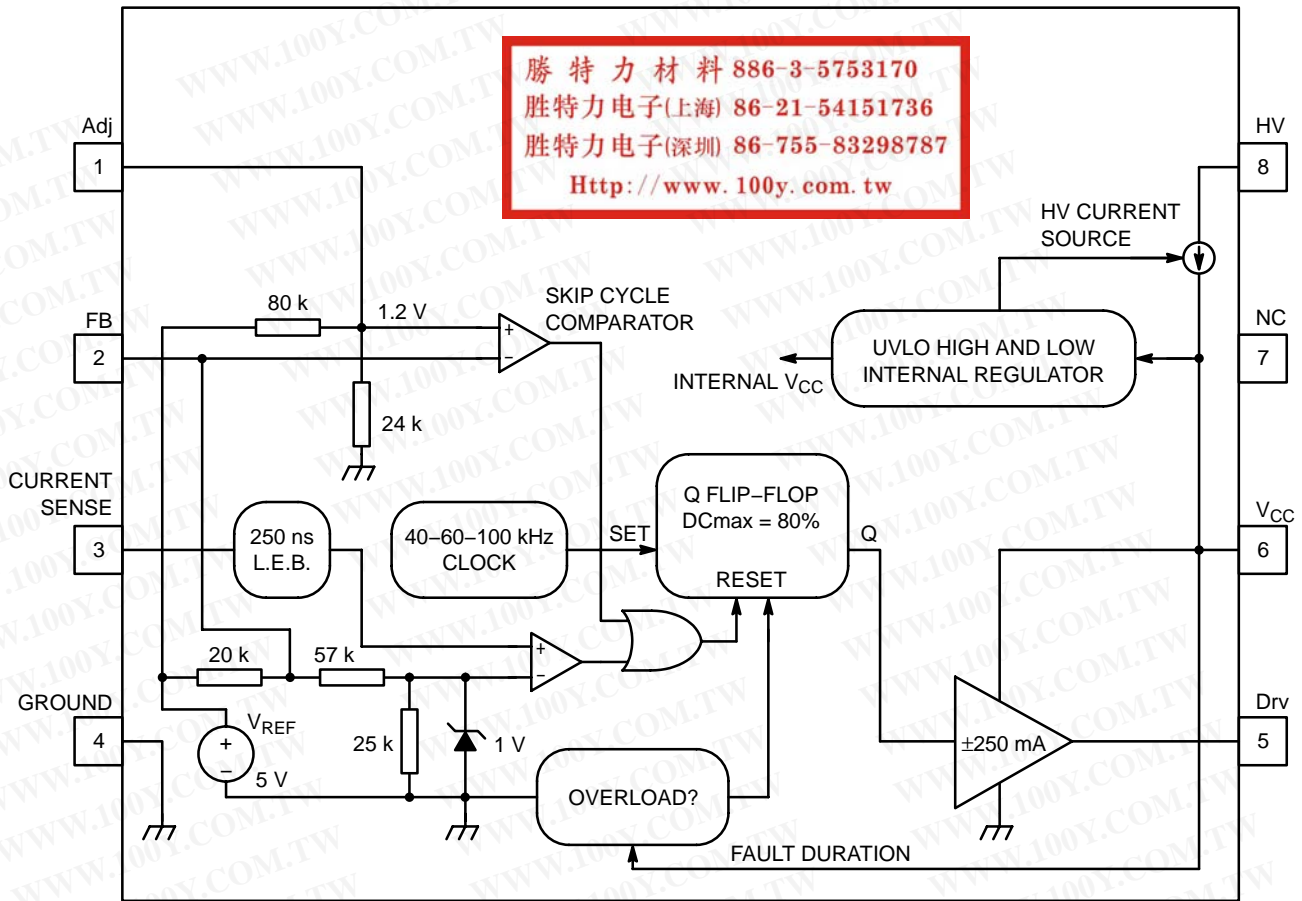 勝 特 力 材 料 886-3-5753170
胜特力电子(上海) 86-21-54151736
胜特力电子(深圳) 86-755-83298787
Http://www. 100y. com. tw
Adj
1
HV
8
HV CURRENT
SOURCE
80 k
1.2 V
SKIP CYCLE
COMPARATOR
FB
2
+
−
NC
7
UVLO HIGH AND LOW
INTERNAL REGULATOR
INTERNAL VCC
24 k
CURRENT
SENSE
3
250 ns
L.E.B.
40−60−100 kHz
CLOCK
SET
Q FLIP−FLOP
DCmax = 80%
RESET
Q
VCC
6
20 k
57 k
+
−
GROUND
4
VREF
+
−
5 V
25 k
1 V
±250 mA
Drv
5
OVERLOAD?
FAULT DURATION
WWW.100Y.COM.TW